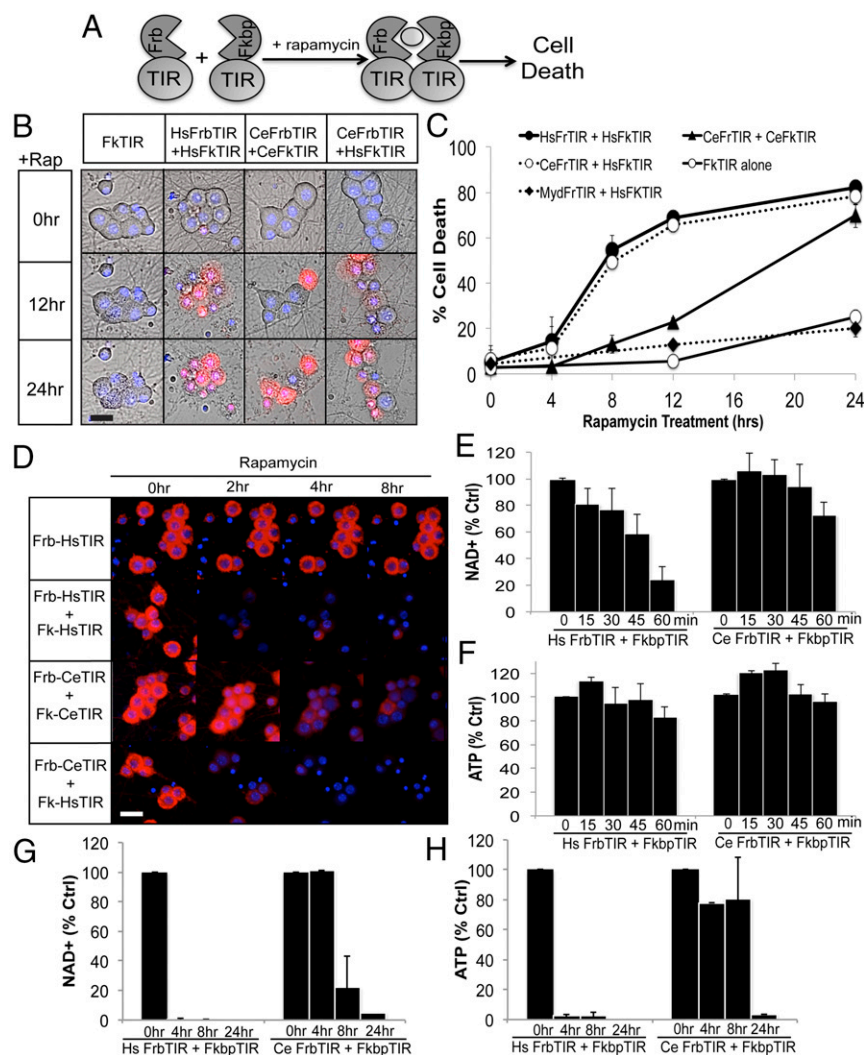 A
Frb
TIR
+
Fkbp
TIR
+ rapamycin
Frb
Fkbp
TIR
TIR
Cell
Death
B
+Rap
FkTIR
HsFrbTIR
+HsFkTIR
CeFrbTIR
+CeFkTIR
CeFrbTIR
+HsFkTIR
0hr
12hr
24hr
C
HsFrTIR + HsFkTIR
CeFrTIR + CeFkTIR
CeFrTIR + HsFkTIR
FkTIR alone
MydFrTIR + HsFKTIR
% Cell Death
100
80
60
40
20
0
0 4 8 12 16 20 24
Rapamycin Treatment (hrs)
D
Rapamycin
0hr 2hr 4hr 8hr
Frb-HsTIR
Frb-HsTIR
+
Fk-HsTIR
Frb-CeTIR
+
Fk-CeTIR
Frb-CeTIR
+
Fk-HsTIR
E
NAD+ (% Ctrl)
120
100
80
60
40
20
0
0 15 30 45 60 min 0 15 30 45 60 min
Hs FrbTIR + FkbpTIR Ce FrbTIR + FkbpTIR
F
ATP (% Ctrl)
120
100
80
60
40
20
0
0 15 30 45 60 min 0 15 30 45 60 min
Hs FrbTIR + FkbpTIR Ce FrbTIR + FkbpTIR
G
NAD+ (% Ctrl)
120
100
80
60
40
20
0
0hr 4hr 8hr 24hr 0hr 4hr 8hr 24hr
Hs FrbTIR + FkbpTIR Ce FrbTIR + FkbpTIR
H
ATP (% Ctrl)
120
100
80
60
40
20
0
0hr 4hr 8hr 24hr 0hr 4hr 8hr 24hr
Hs FrbTIR + FkbpTIR Ce FrbTIR + FkbpTIR